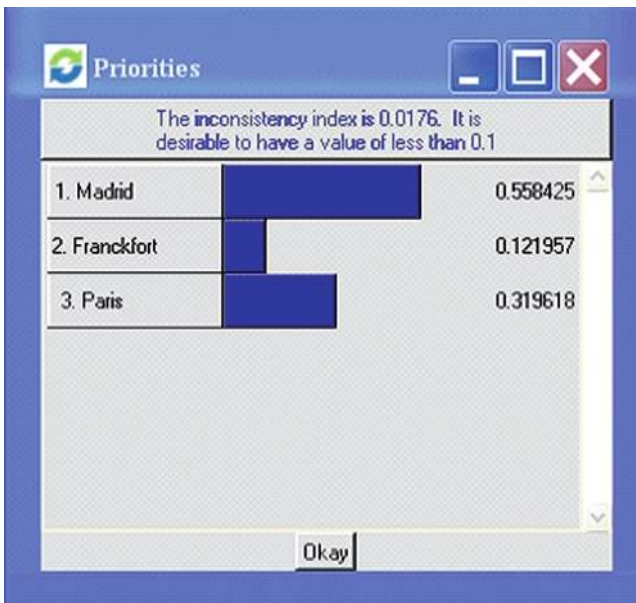 Priorities
The inconsistency index is 0.0176. It is
desirable to have a value of less than 0.1
1. Madrid 0.558425
2. Franckfort 0.121957
3. Paris 0.319618
Okay